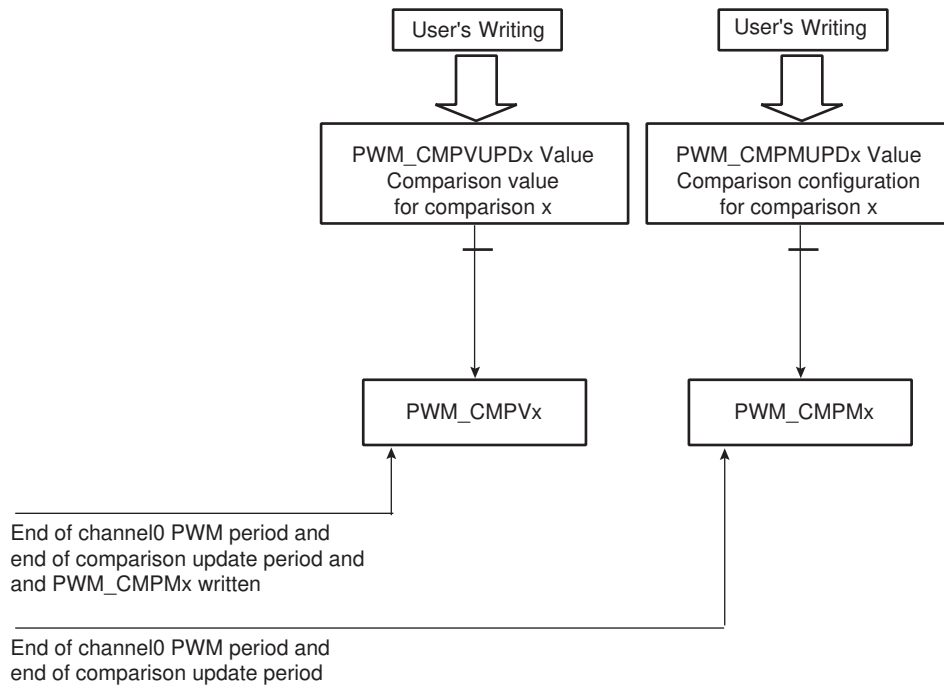 User's Writing
User's Writing
PWM_CMPVUPDx Value
Comparison value
for comparison x
PWM_CMPMUPDx Value
Comparison configuration
for comparison x
PWM_CMPVx
PWM_CMPMx
End of channel0 PWM period and
end of comparison update period and
and PWM_CMPMx written
End of channel0 PWM period and
end of comparison update period